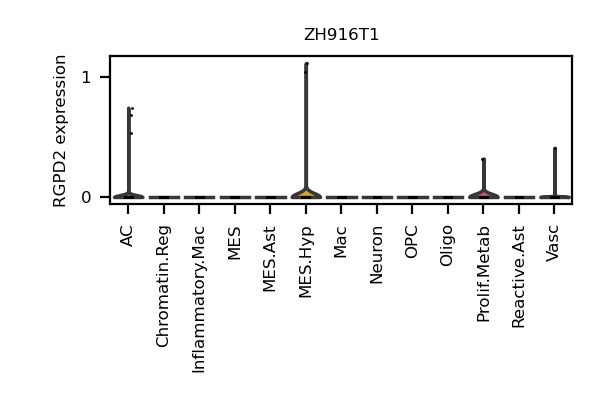 ZH916T1
RGPD2 expression
1
0
AC
Chromatin.Reg
Inflammatory.Mac
MES
MES.Ast
MES.Hyp
Mac
Neuron
OPC
Oligo
Prolif.Metab
Reactive.Ast
Vasc